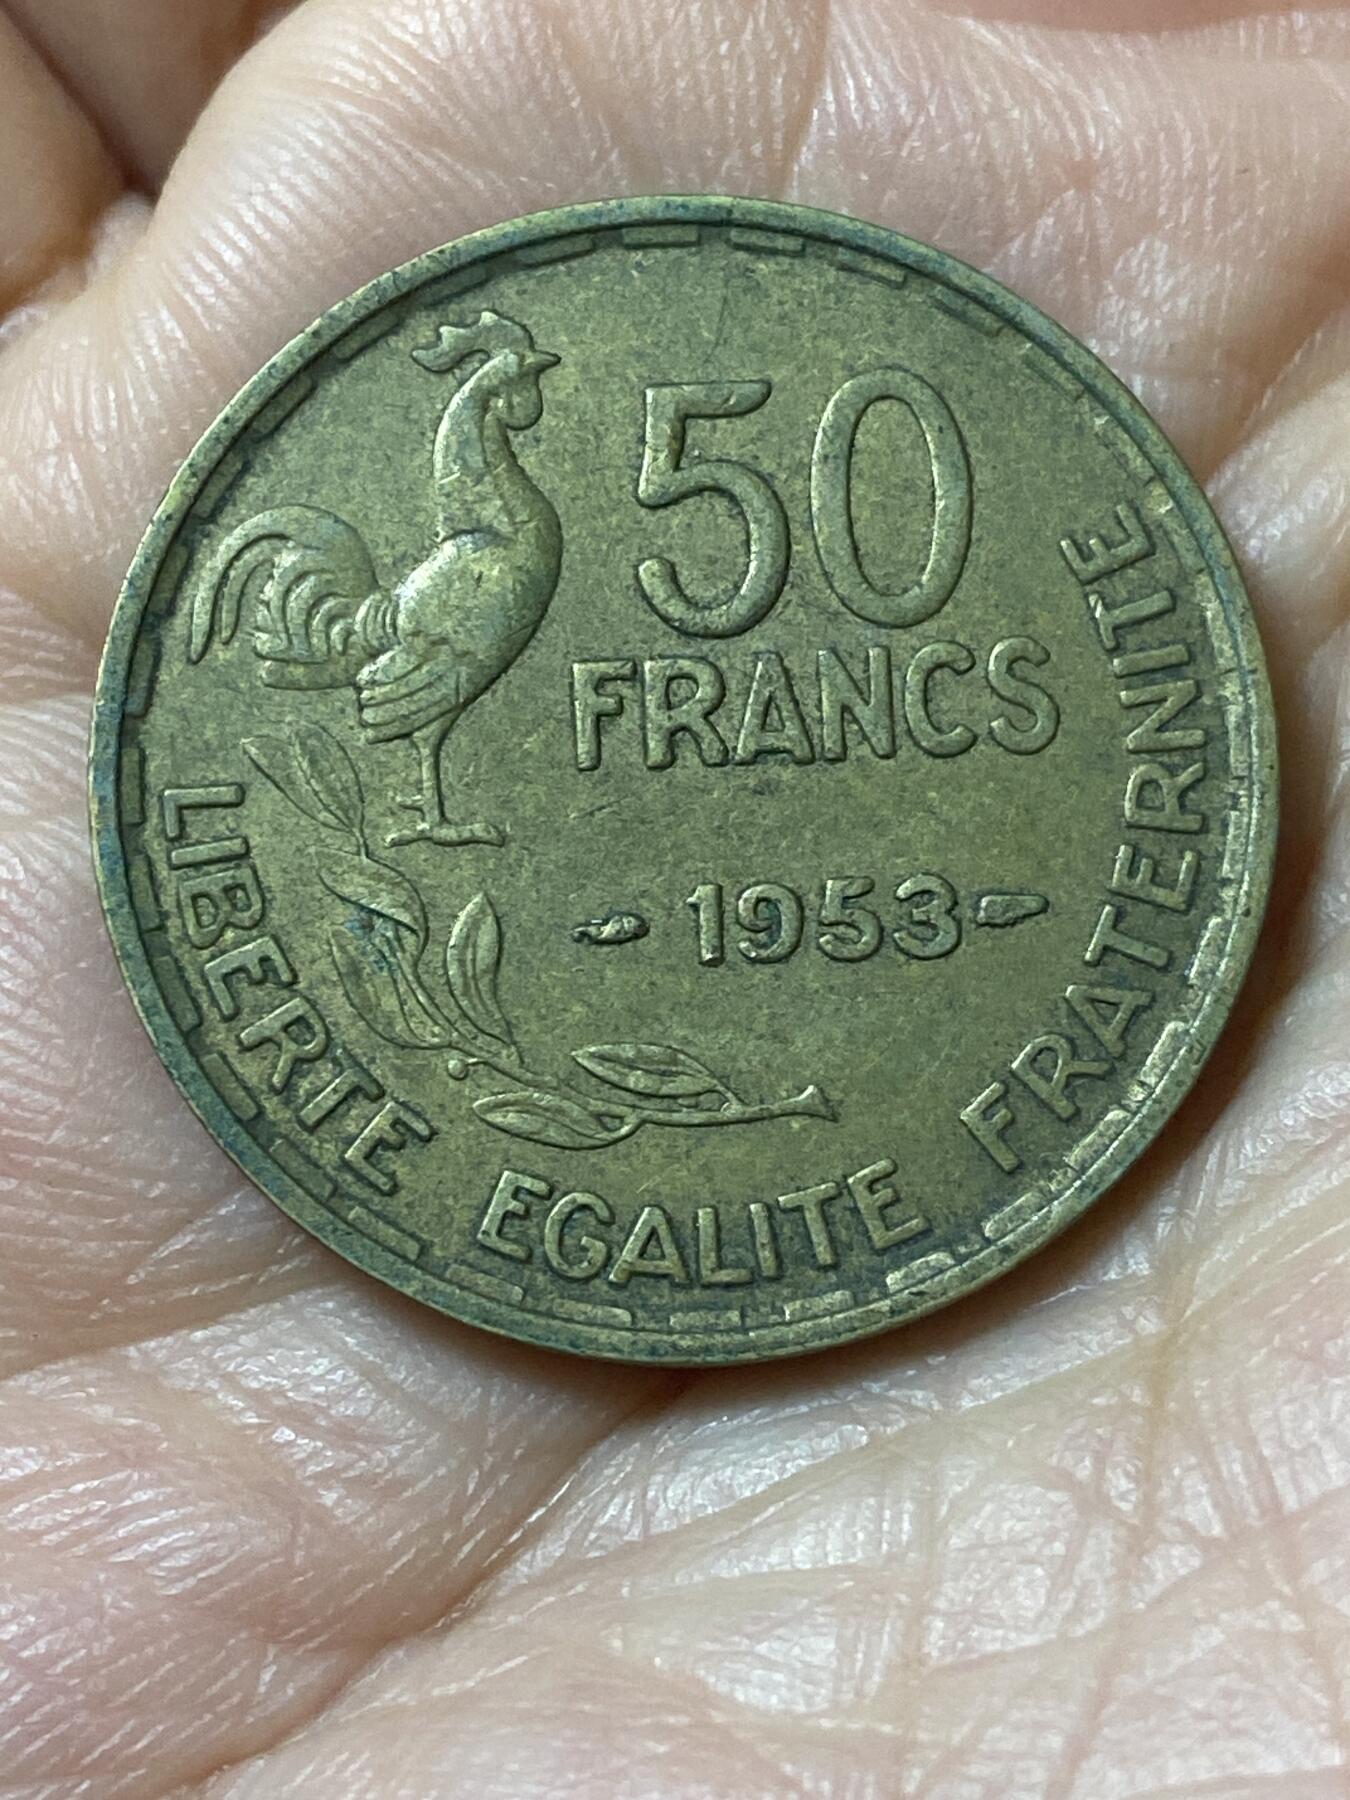 50
FRANCS
- 1953 -
LIBERTE EGALITE FRATERNITE